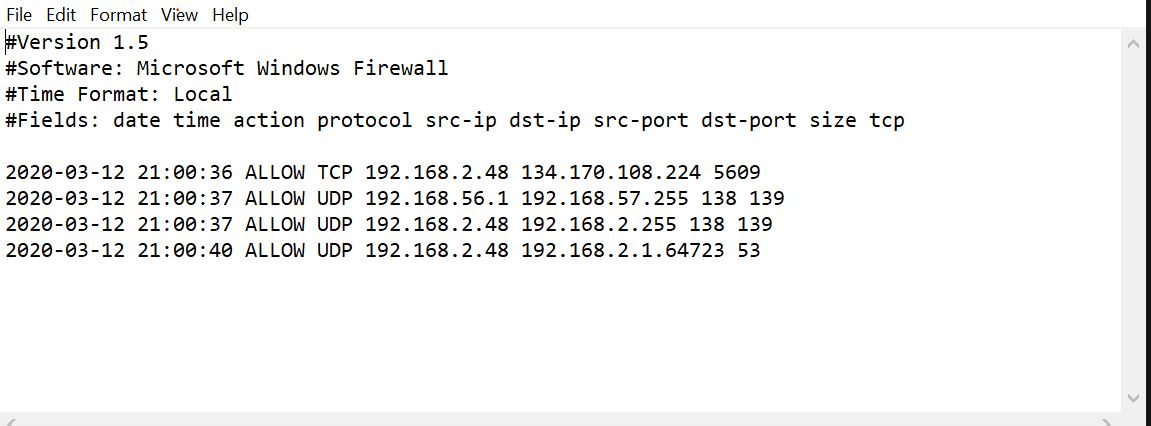 File Edit Format View Help
#Version 1.5
#Software: Microsoft Windows Firewall
#Time Format: Local
#Fields: date time action protocol src-ip dst-ip src-port dst-port size tcp
2020-03-12 21:00:36 ALLOW TCP 192.168.2.48 134.170.108.224 5609
2020-03-12 21:00:37 ALLOW UDP 192.168.56.1 192.168.57.255 138 139
2020-03-12 21:00:37 ALLOW UDP 192.168.2.48 192.168.2.255 138 139
2020-03-12 21:00:40 ALLOW UDP 192.168.2.48 192.168.2.1.64723 53